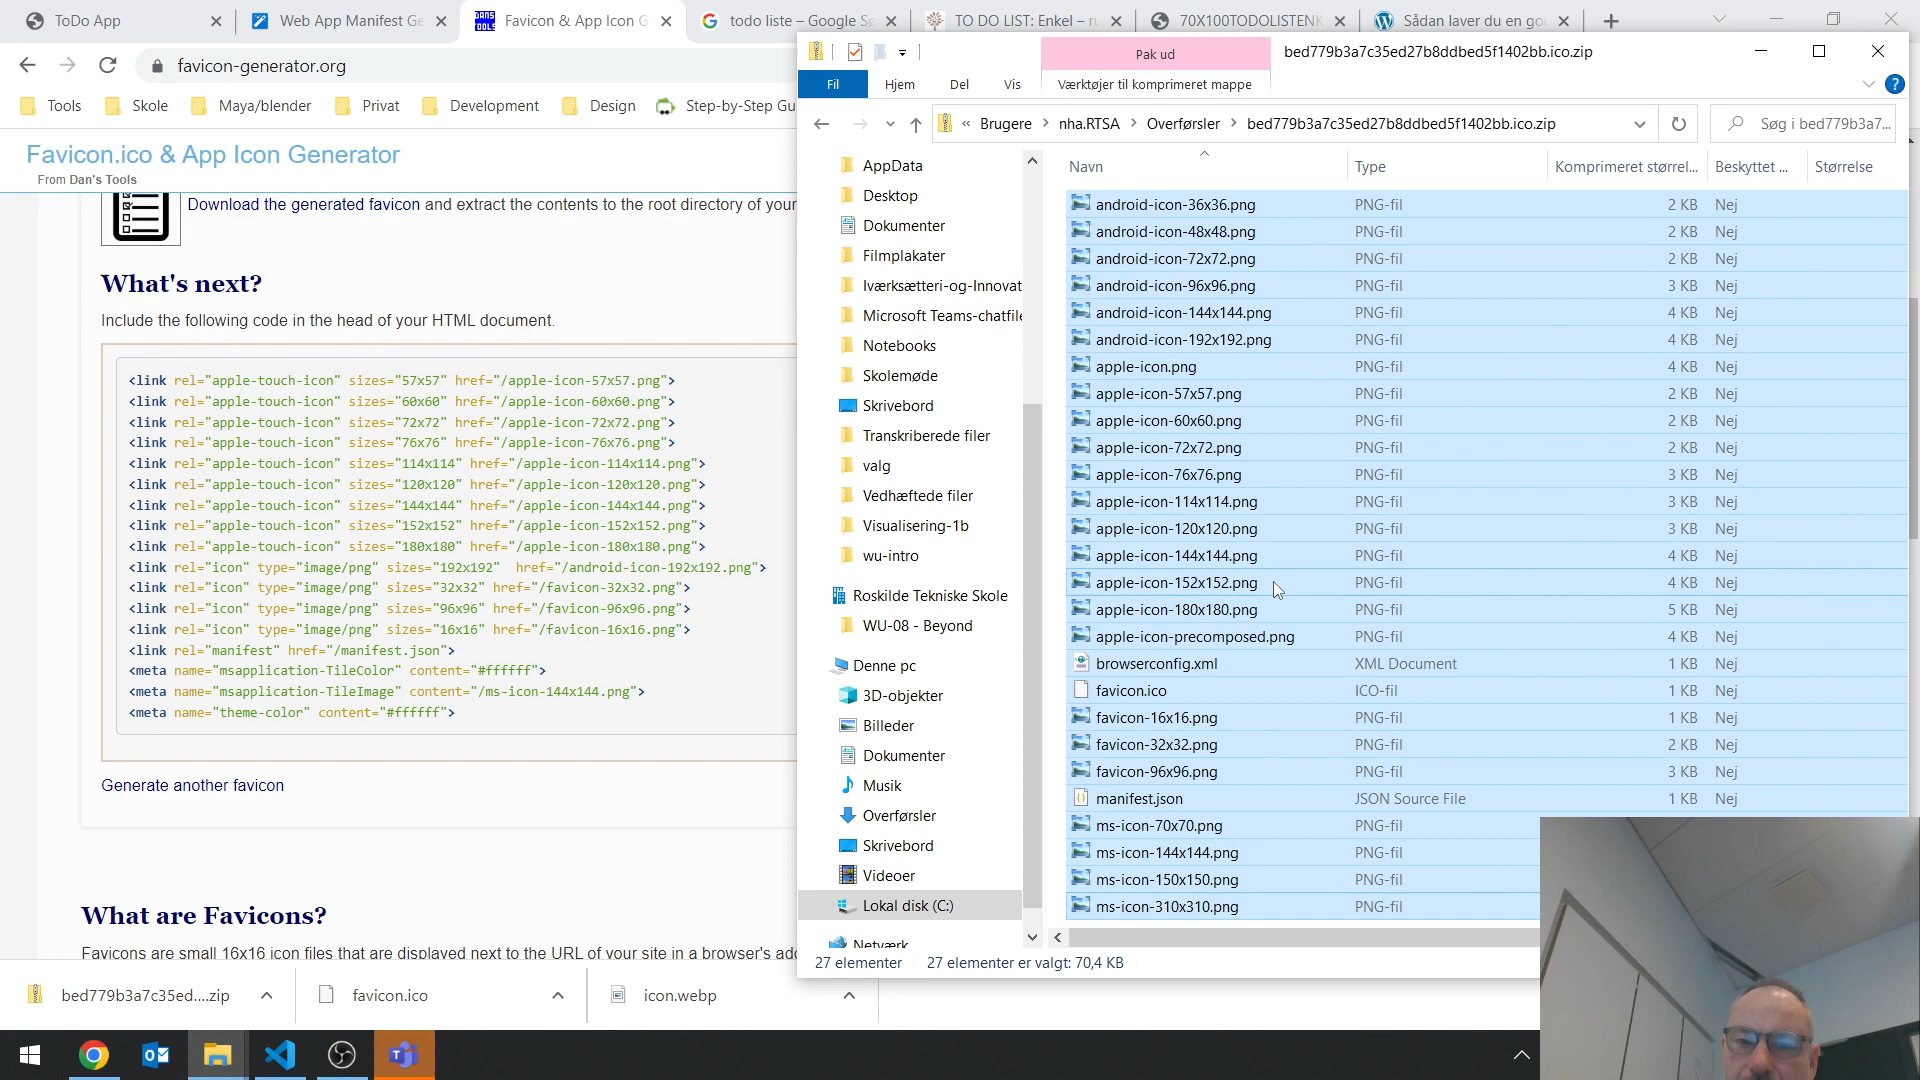 ToDo App
Web App Manifest Ge
Favicon & App Icon G
todo liste – Google Sø
TO DO LIST: Enkel – ru
70X100TODOLISTENK
Sådan laver du en go
favicon-generator.org
Tools
Skole
Maya/blender
Privat
Development
Design
Step-by-Step Gu
Favicon.ico & App Icon Generator
From Dan's Tools
Download the generated favicon and extract the contents to the root directory of your
What's next?
Include the following code in the head of your HTML document.
<link rel="apple-touch-icon" sizes="57x57" href="/apple-icon-57x57.png">
<link rel="apple-touch-icon" sizes="60x60" href="/apple-icon-60x60.png">
<link rel="apple-touch-icon" sizes="72x72" href="/apple-icon-72x72.png">
<link rel="apple-touch-icon" sizes="76x76" href="/apple-icon-76x76.png">
<link rel="apple-touch-icon" sizes="114x114" href="/apple-icon-114x114.png">
<link rel="apple-touch-icon" sizes="120x120" href="/apple-icon-120x120.png">
<link rel="apple-touch-icon" sizes="144x144" href="/apple-icon-144x144.png">
<link rel="apple-touch-icon" sizes="152x152" href="/apple-icon-152x152.png">
<link rel="apple-touch-icon" sizes="180x180" href="/apple-icon-180x180.png">
<link rel="icon" type="image/png" sizes="192x192"  href="/android-icon-192x192.png">
<link rel="icon" type="image/png" sizes="32x32" href="/favicon-32x32.png">
<link rel="icon" type="image/png" sizes="96x96" href="/favicon-96x96.png">
<link rel="icon" type="image/png" sizes="16x16" href="/favicon-16x16.png">
<link rel="manifest" href="/manifest.json">
<meta name="msapplication-TileColor" content="#ffffff">
<meta name="msapplication-TileImage" content="/ms-icon-144x144.png">
<meta name="theme-color" content="#ffffff">
Generate another favicon
What are Favicons?
Favicons are small 16x16 icon files that are displayed next to the URL of your site in a browser's add
bed779b3a7c35ed....zip
favicon.ico
icon.webp
Pak ud
bed779b3a7c35ed27b8ddbed5f1402bb.ico.zip
Fil
Hjem
Del
Vis
Værktøjer til komprimeret mappe
« Brugere > nha.RTSA > Overførsler > bed779b3a7c35ed27b8ddbed5f1402bb.ico.zip
Søg i bed779b3a7...
AppData
Desktop
Dokumenter
Filmplakater
Iværksætteri-og-Innovat
Microsoft Teams-chatfile
Notebooks
Skolemøde
Skrivebord
Transkriberede filer
valg
Vedhæftede filer
Visualisering-1b
wu-intro
Roskilde Tekniske Skole
WU-08 - Beyond
Denne pc
3D-objekter
Billeder
Dokumenter
Musik
Overførsler
Skrivebord
Videoer
Lokal disk (C:)
Netværk
Navn Type Komprimeret størrel... Beskyttet ... Størrelse
android-icon-36x36.png PNG-fil 2 KB Nej
android-icon-48x48.png PNG-fil 2 KB Nej
android-icon-72x72.png PNG-fil 2 KB Nej
android-icon-96x96.png PNG-fil 3 KB Nej
android-icon-144x144.png PNG-fil 4 KB Nej
android-icon-192x192.png PNG-fil 4 KB Nej
apple-icon.png PNG-fil 4 KB Nej
apple-icon-57x57.png PNG-fil 2 KB Nej
apple-icon-60x60.png PNG-fil 2 KB Nej
apple-icon-72x72.png PNG-fil 2 KB Nej
apple-icon-76x76.png PNG-fil 3 KB Nej
apple-icon-114x114.png PNG-fil 3 KB Nej
apple-icon-120x120.png PNG-fil 3 KB Nej
apple-icon-144x144.png PNG-fil 4 KB Nej
apple-icon-152x152.png PNG-fil 4 KB Nej
apple-icon-180x180.png PNG-fil 5 KB Nej
apple-icon-precomposed.png PNG-fil 4 KB Nej
browserconfig.xml XML Document 1 KB Nej
favicon.ico ICO-fil 1 KB Nej
favicon-16x16.png PNG-fil 1 KB Nej
favicon-32x32.png PNG-fil 2 KB Nej
favicon-96x96.png PNG-fil 3 KB Nej
manifest.json JSON Source File 1 KB Nej
ms-icon-70x70.png PNG-fil
ms-icon-144x144.png PNG-fil
ms-icon-150x150.png PNG-fil
ms-icon-310x310.png PNG-fil
27 elementer
27 elementer er valgt: 70,4 KB